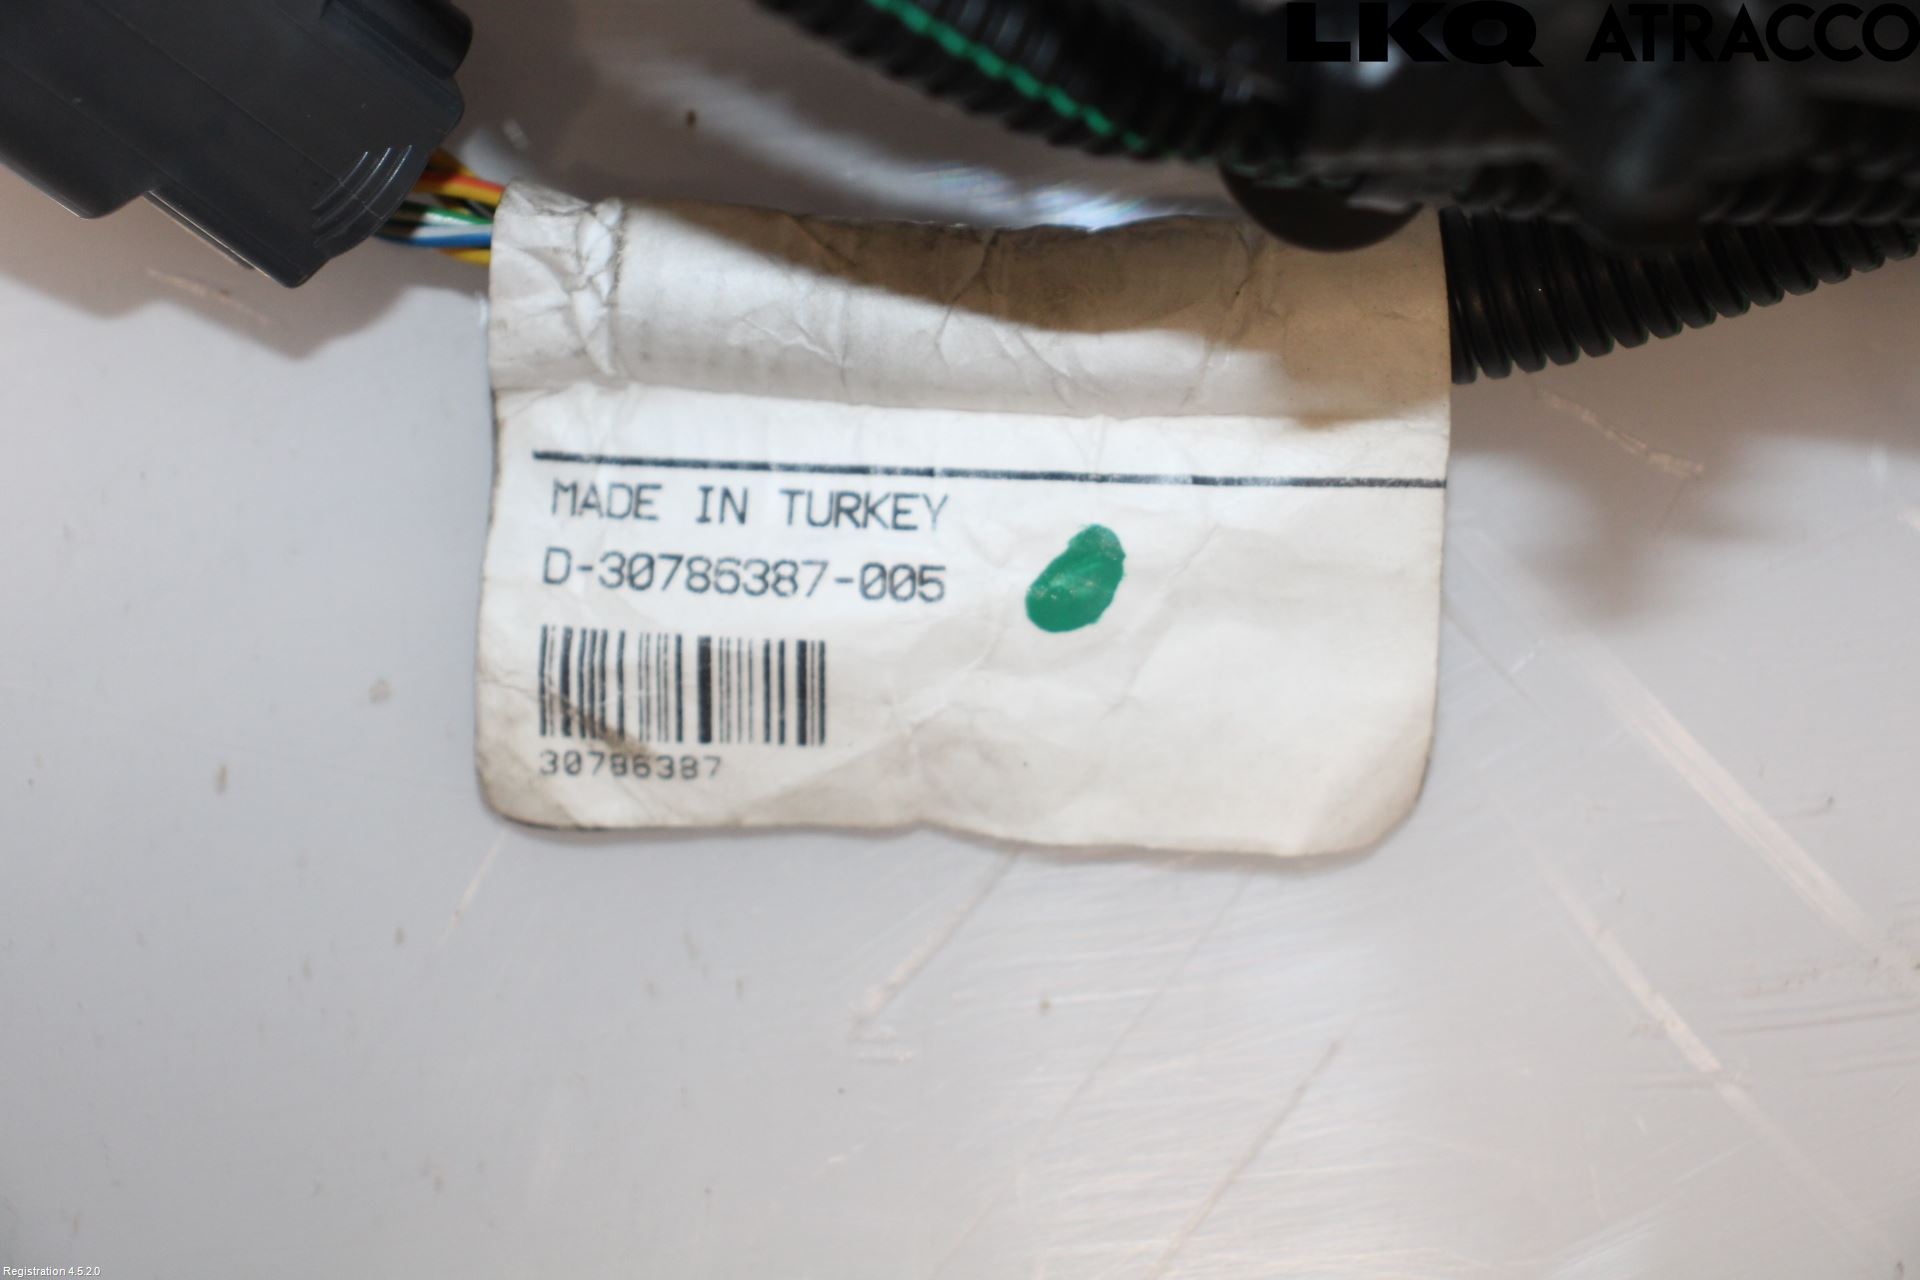 LKQ ATRACCO
MADE IN TURKEY
D-30786387-005
30786387
Registration 4.5.2.0